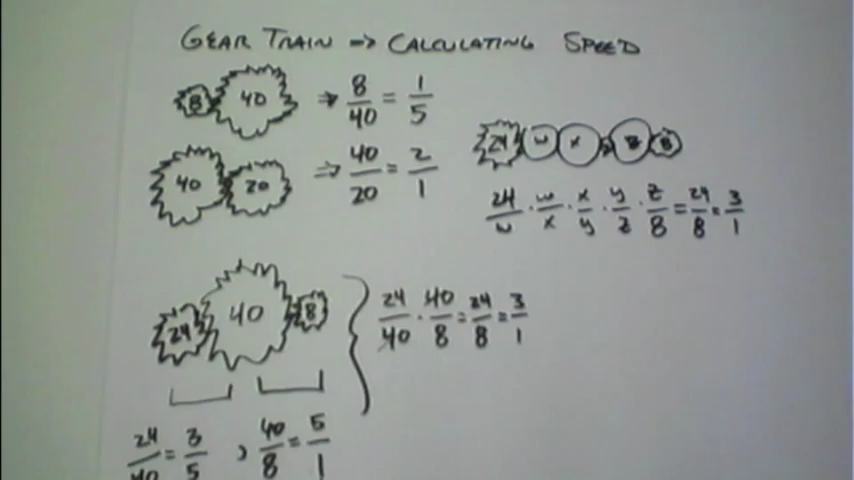 GEAR TRAIN → CALCULATING SPEED
8 40 ⇒ 8/40 = 1/5
40 20 ⇒ 40/20 = 2/1
24 w x y z 8
24/w · w/x · x/y · y/z · z/8 = 24/8 = 3/1
24 40 8 } 24/40 · 40/8 = 24/8 = 3/1
24/40 = 3/5 , 40/8 = 5/1